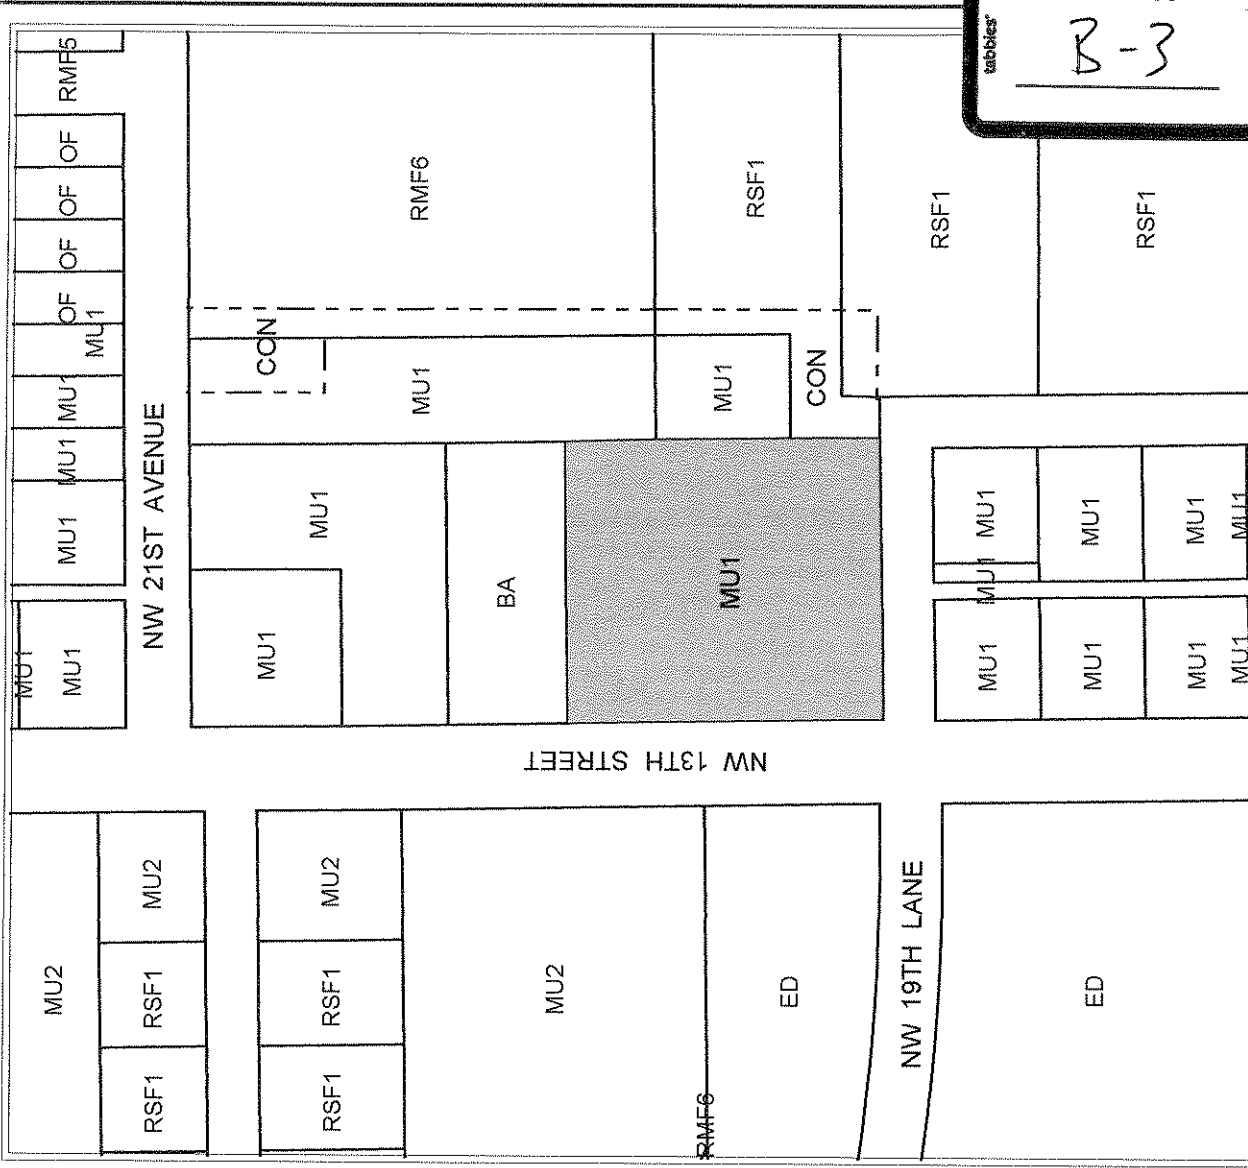 RMF5
OF
OF
OF
OF
MU1
MU1
MU1
MU1
MU1
MU1
NW 21ST AVENUE
CON
RMF6
MU1
MU1
MU1
BA
RSF1
MU1
CON
MU1
RSF1
RSF1
MU1
MU1
MU1
MU1
MU1
MU1
MU1
MU1
MU1
NW 13TH STREET
MU2
MU2
RSF1
RSF1
MU2
RSF1
RSF1
MU2
RMF6
ED
NW 19TH LANE
ED
tabbies®
B-3